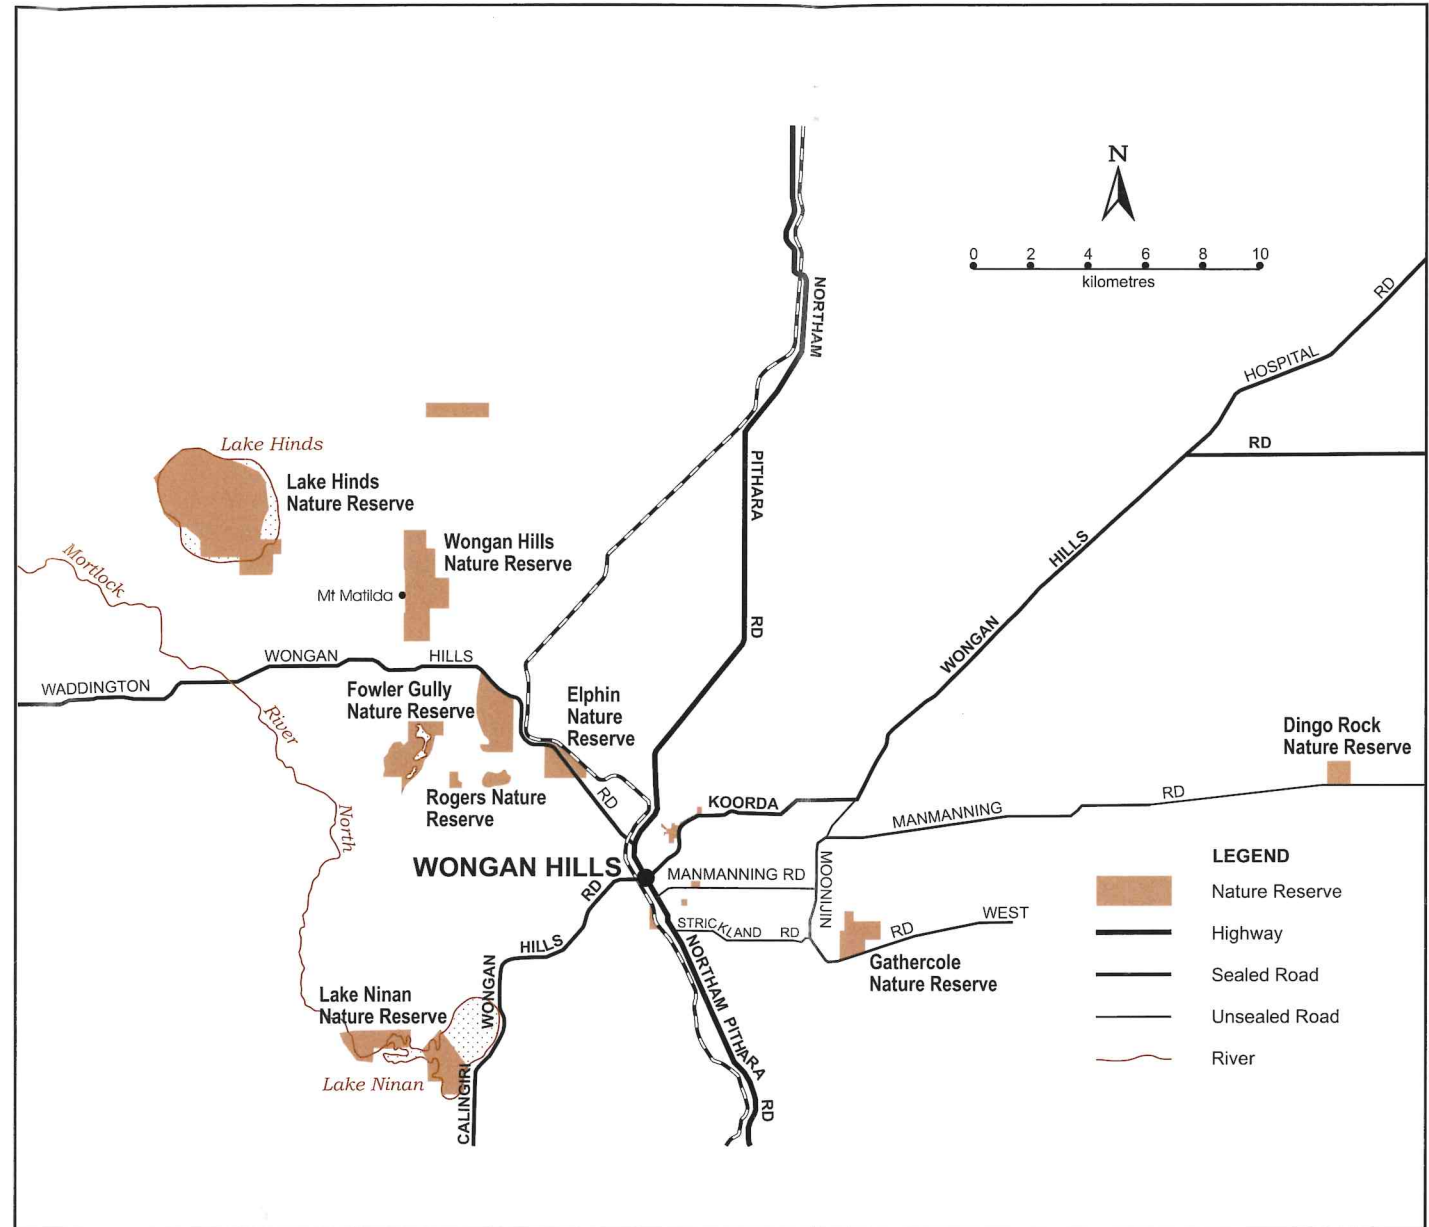 N
0 2 4 6 8 10
kilometres
NORTHAM
PITHARA
RD
HOSPITAL
RD
RD
HILLS
WONGAN
KOORDA
Lake Hinds
Lake Hinds
Nature Reserve
Wongan Hills
Nature Reserve
Mt Matilda
Mortlock
River
North
WADDINGTON
WONGAN
HILLS
RD
Fowler Gully
Nature Reserve
Elphin
Nature
Reserve
Rogers Nature
Reserve
Dingo Rock
Nature Reserve
MANMANNING
RD
WONGAN HILLS
MANMANNING RD
MOONIJIN
STRICKLAND RD
RD
WEST
Gathercole
Nature Reserve
RD
HILLS
WONGAN
CALINGIRI
NORTHAM PITHARA
RD
Lake Ninan
Nature Reserve
Lake Ninan
LEGEND
Nature Reserve
Highway
Sealed Road
Unsealed Road
River